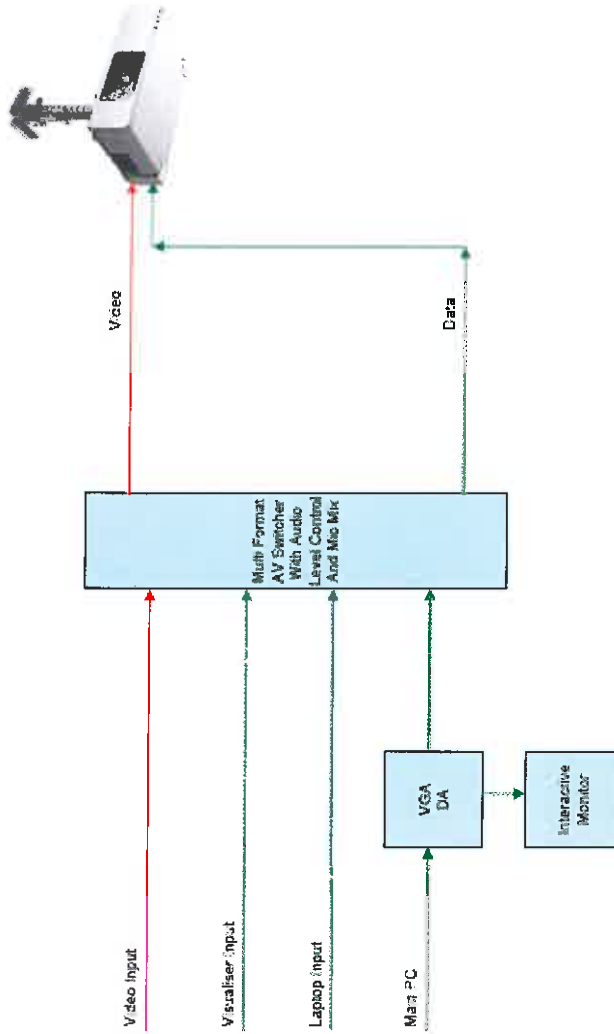 Video Input
Visualiser Input
Laptop Input
Main PC
VGA
DA
Interactive
Monitor
Multi Format
AV Switcher
With Audio
Level Control
And Mic Mix
Video
Data